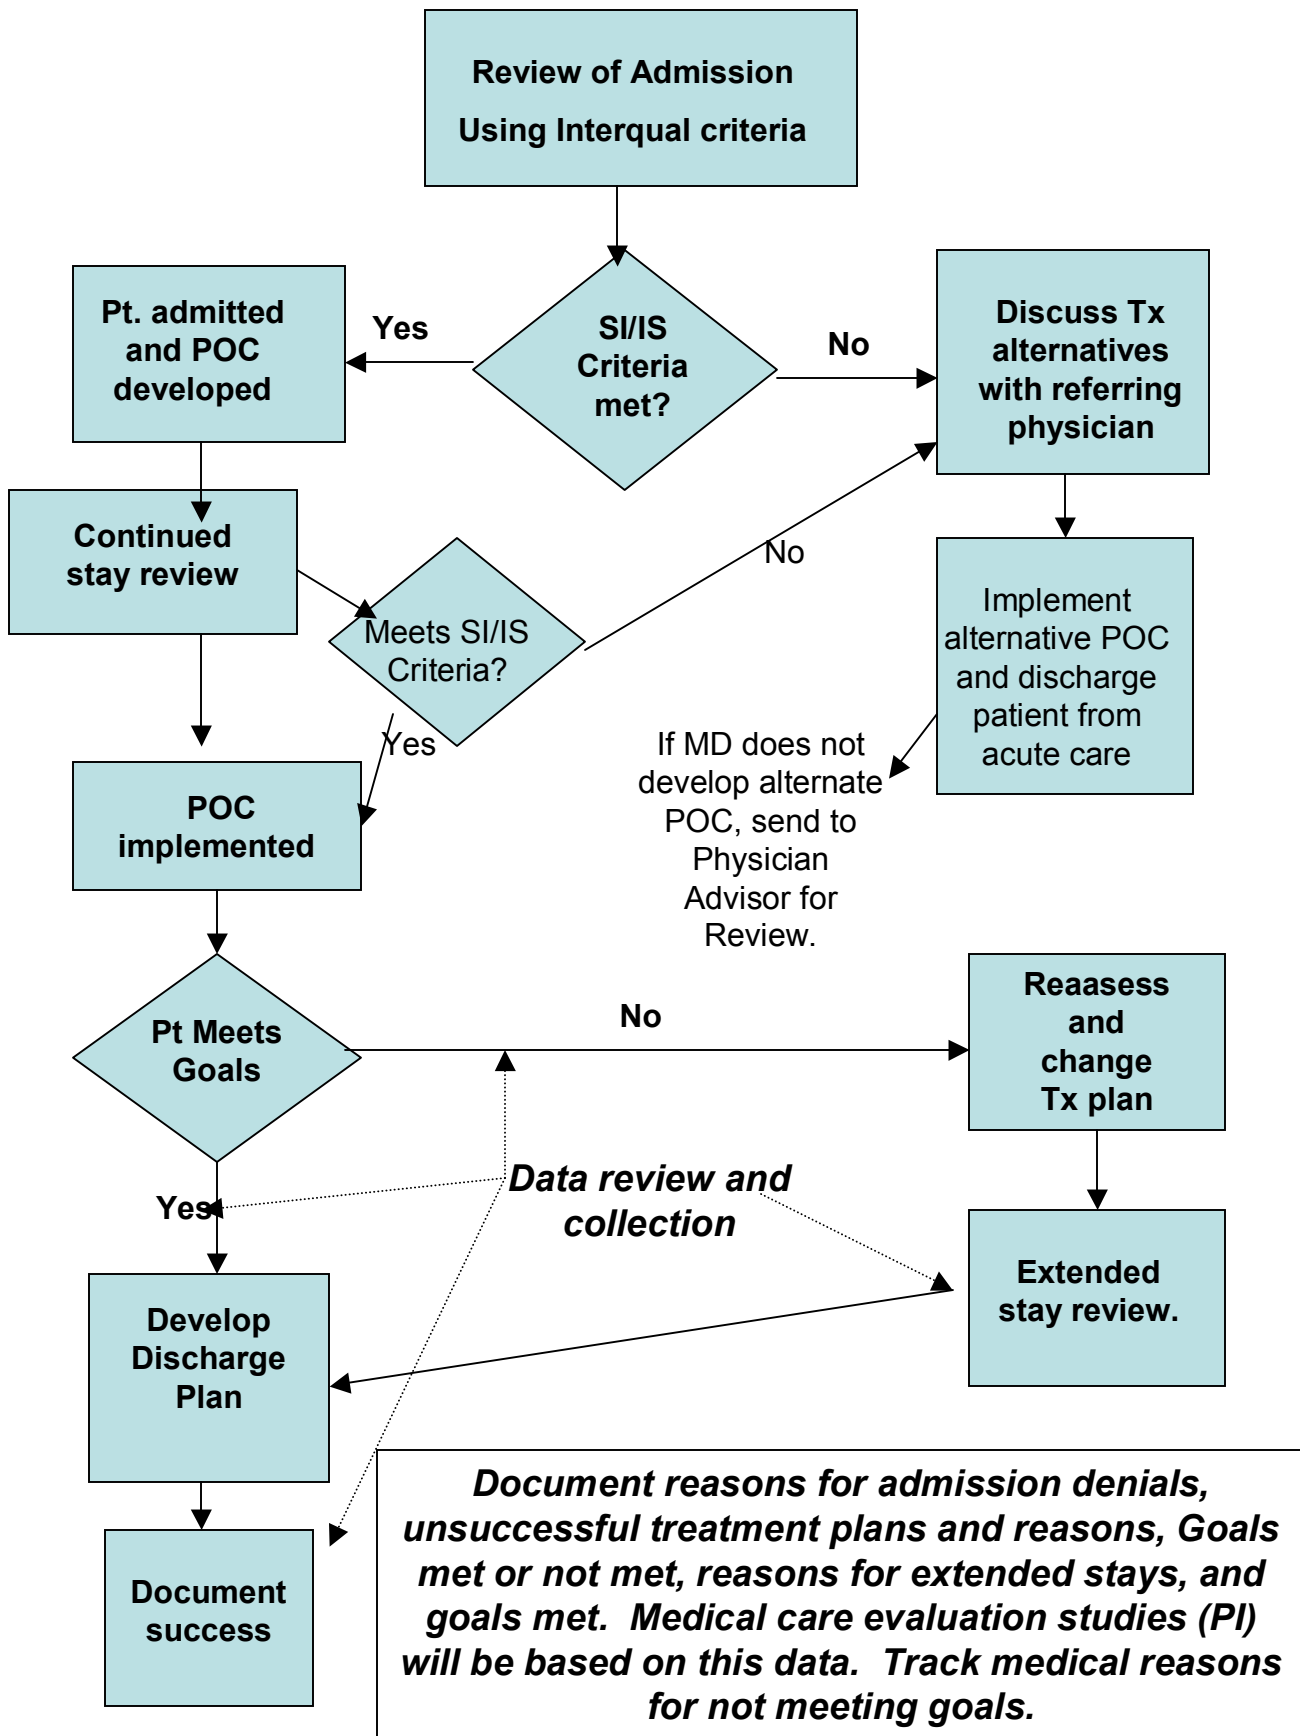 Review of Admission
Using Interqual criteria
Pt. admitted
and POC
developed
Yes
SI/IS
Criteria
met?
No
Discuss Tx
alternatives
with referring
physician
Continued
stay review
Meets SI/IS
Criteria?
No
Yes
Implement
alternative POC
and discharge
patient from
acute care
If MD does not
develop alternate
POC, send to
Physician
Advisor for
Review.
POC
implemented
Pt Meets
Goals
No
Reaasess
and
change
Tx plan
Yes
Data review and
collection
Extended
stay review.
Develop
Discharge
Plan
Document
success
Document reasons for admission denials,
unsuccessful treatment plans and reasons, Goals
met or not met, reasons for extended stays, and
goals met.  Medical care evaluation studies (PI)
will be based on this data.  Track medical reasons
for not meeting goals.